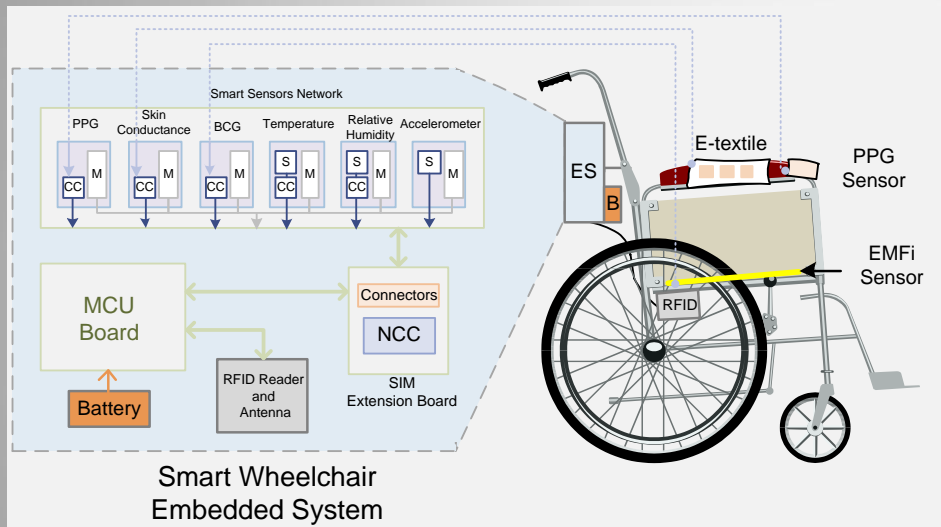 Smart Sensors Network
PPG
Skin
Conductance
BCG
Temperature
Relative
Humidity
Accelerometer
CC
M
CC
M
CC
M
S
CC
M
S
CC
M
S
M
MCU
Board
Connectors
NCC
SIM
Extension Board
RFID Reader
and
Antenna
Battery
Smart Wheelchair
Embedded System
ES
B
E-textile
PPG
Sensor
EMFi
Sensor
RFID